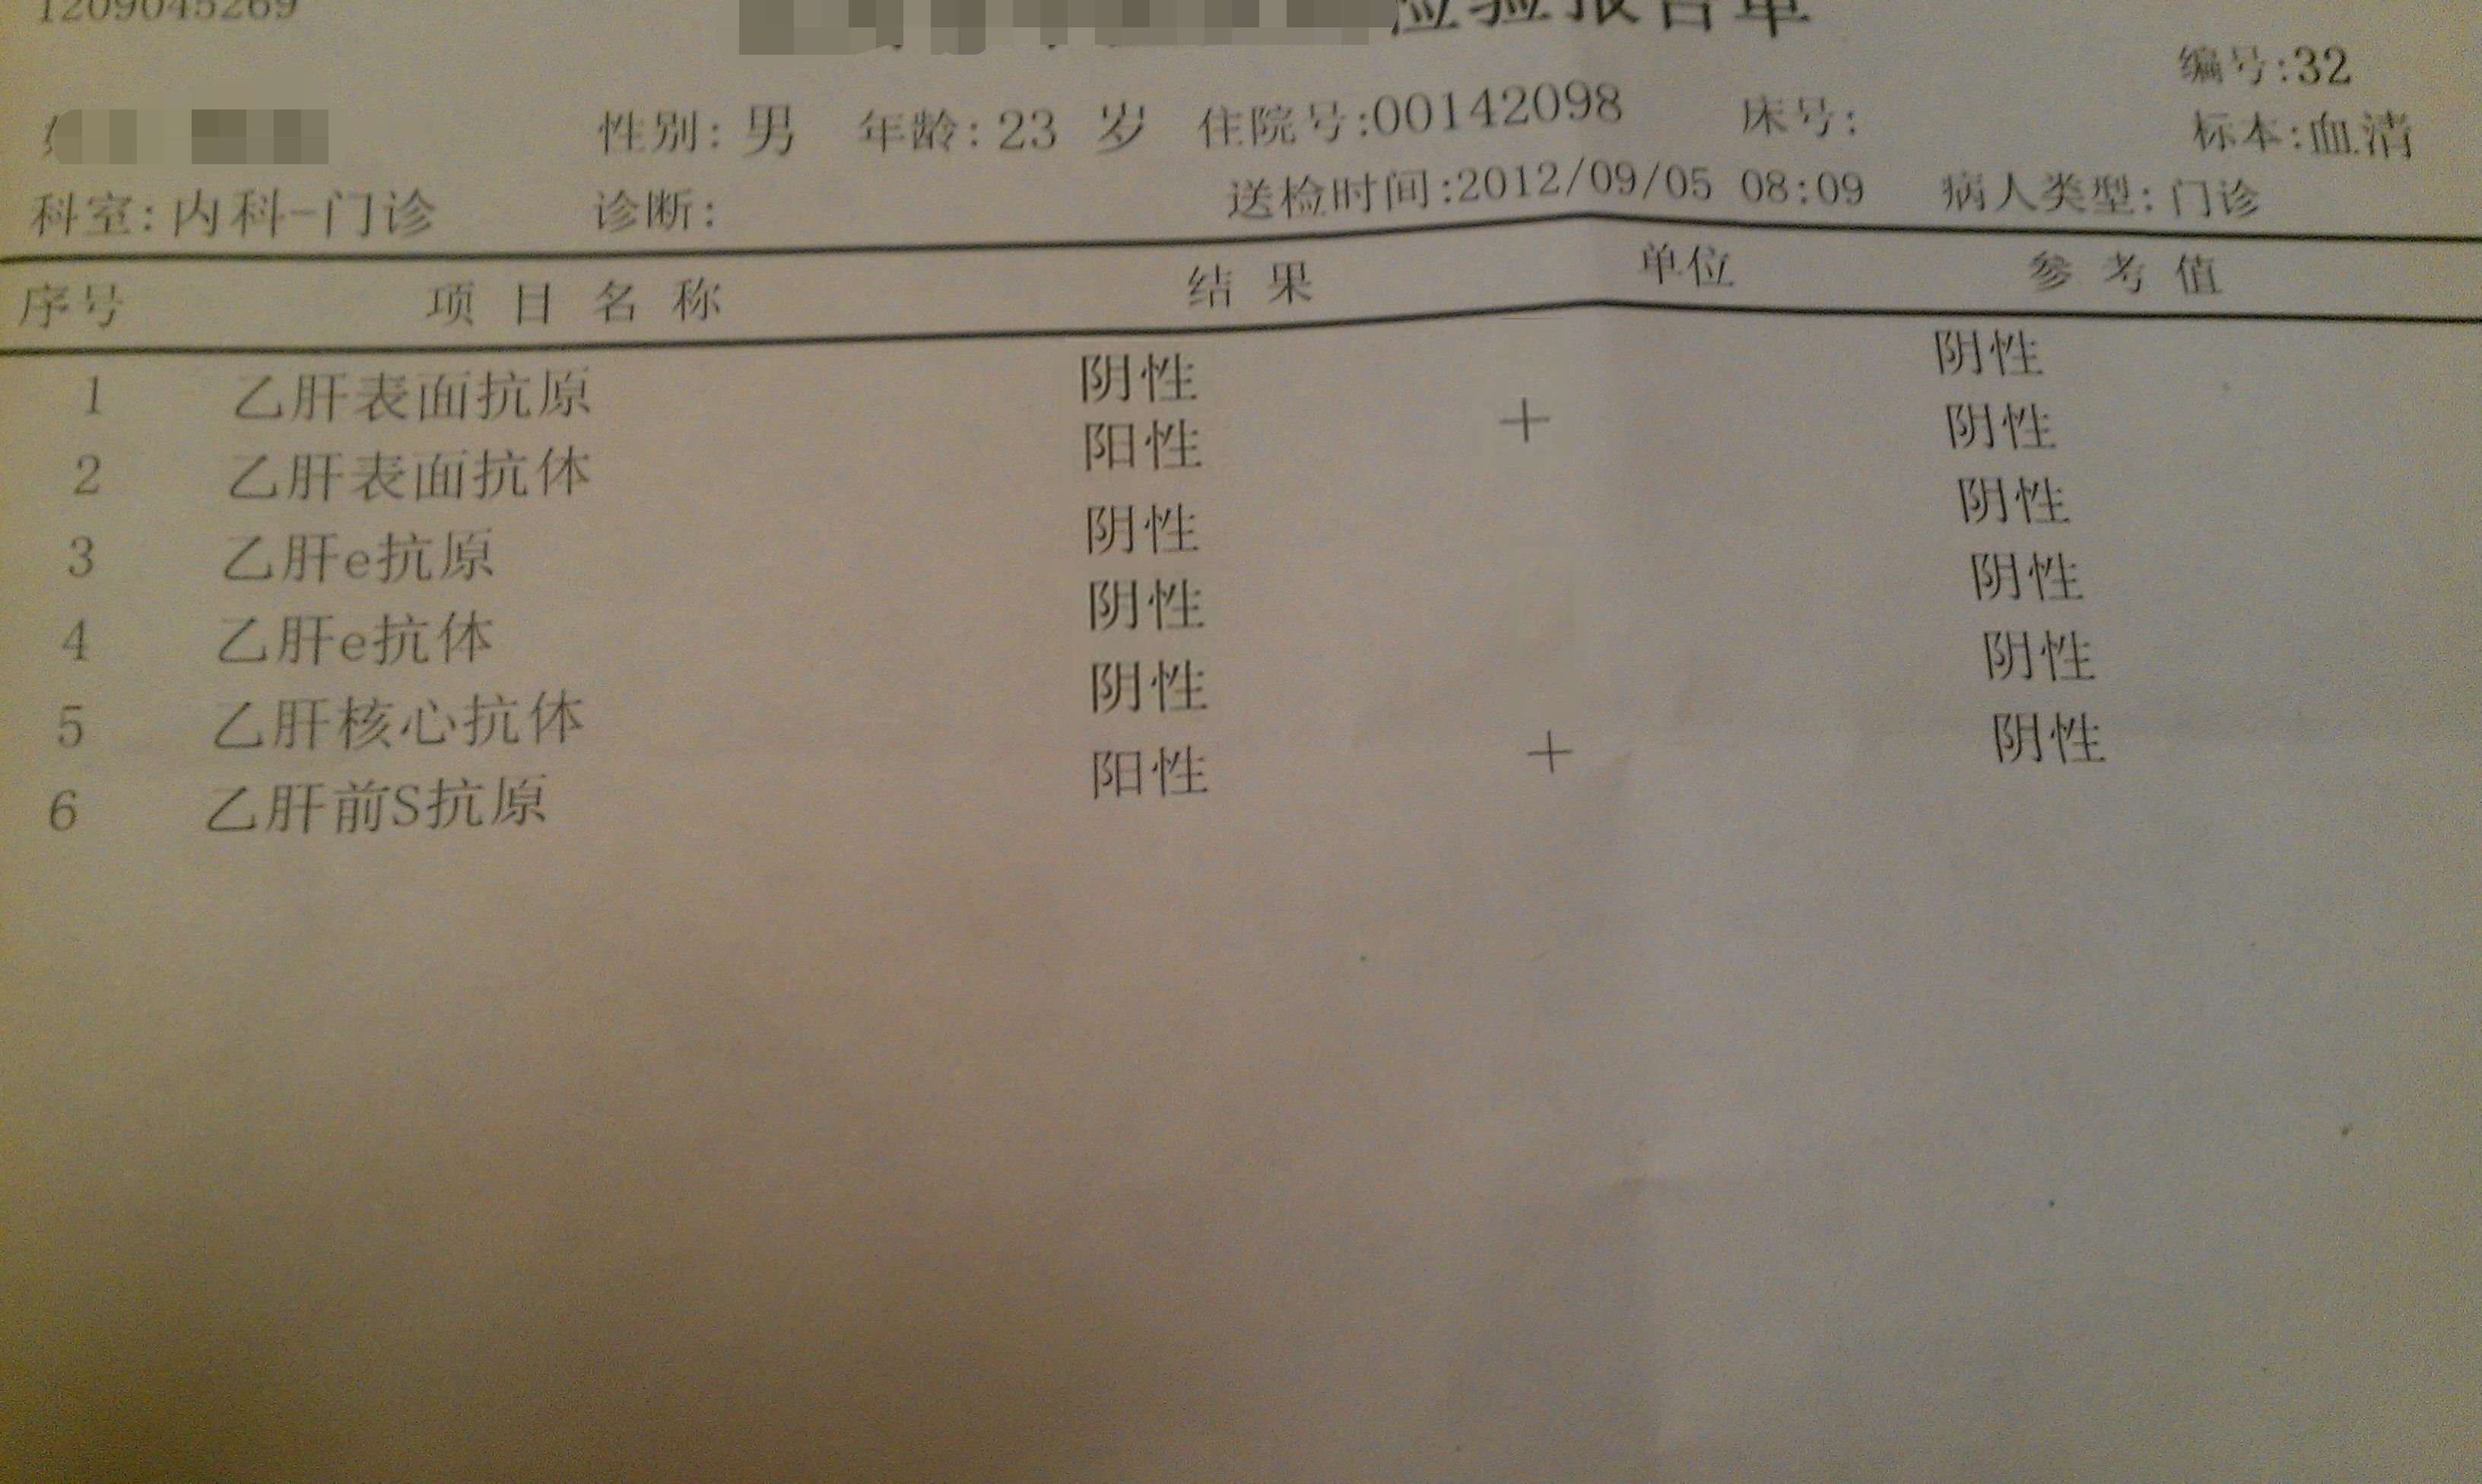 1209045269
检验报告单
编号:32
性别: 男 年龄: 23 岁 住院号:00142098 床号: 标本:血清
科室:内科-门诊 诊断: 送检时间:2012/09/05 08:09 病人类型: 门诊
序号 项目名称 结果 单位 参考值
1 乙肝表面抗原 阴性 阴性
2 乙肝表面抗体 阳性 + 阴性
3 乙肝e抗原 阴性 阴性
4 乙肝e抗体 阴性 阴性
5 乙肝核心抗体 阴性 阴性
6 乙肝前S抗原 阳性 + 阴性